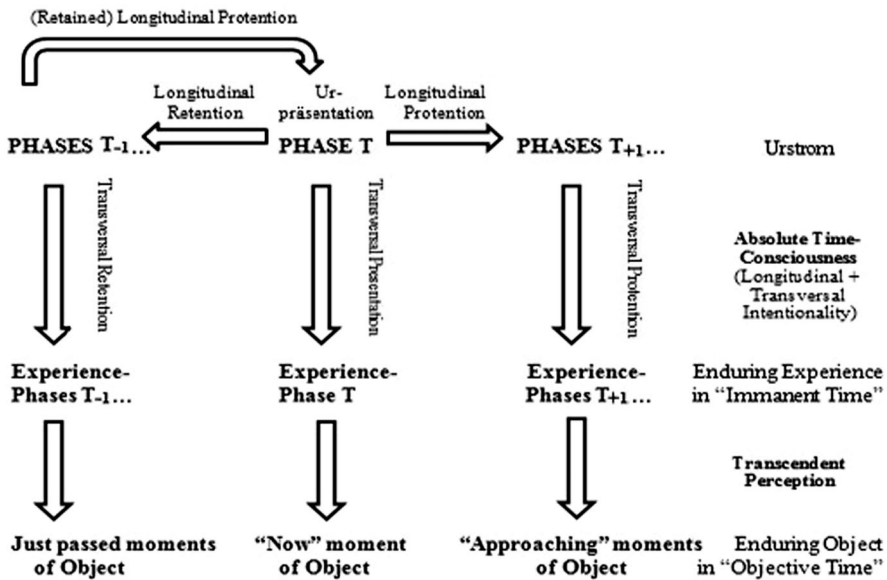 (Retained) Longitudinal Protention
Longitudinal Retention
Ur-präsentation
Longitudinal Protention
PHASES T-1...
PHASE T
PHASES T+1...
Urstrom
Transversal Retention
Transversal Presentation
Transversal Protention
Absolute Time-
Consciousness
(Longitudinal +
Transversal
Intentionality)
Experience-
Phases T-1...
Experience-
Phase T
Experience-
Phases T+1...
Enduring Experience
in “Immanent Time”
Transcendent
Perception
Just passed moments
of Object
“Now” moment
of Object
“Approaching” moments
of Object
Enduring Object
in “Objective Time”